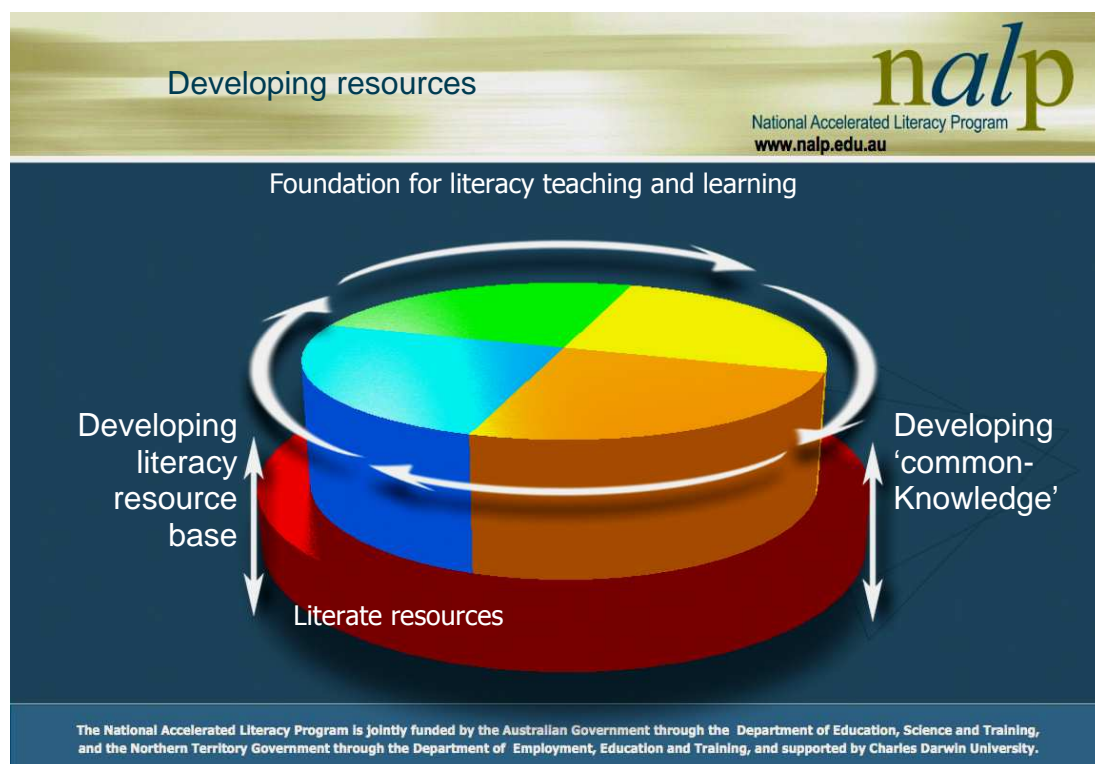 Developing resources
nalp
National Accelerated Literacy Program
www.nalp.edu.au
Foundation for literacy teaching and learning
Developing
literacy
resource
base
Developing
‘common-
Knowledge’
Literate resources
The National Accelerated Literacy Program is jointly funded by the Australian Government through the Department of Education, Science and Training,
and the Northern Territory Government through the Department of Employment, Education and Training, and supported by Charles Darwin University.